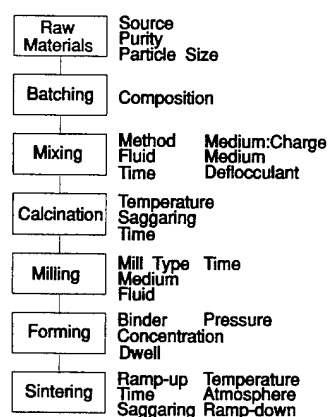 Raw Materials
Source
Purity
Particle Size
Batching
Composition
Mixing
Method Medium:Charge
Fluid Medium
Time Deflocculant
Calcination
Temperature
Saggaring
Time
Milling
Mill Type Time
Medium
Fluid
Forming
Binder Pressure
Concentration
Dwell
Sintering
Ramp-up Temperature
Time Atmosphere
Saggaring Ramp-down